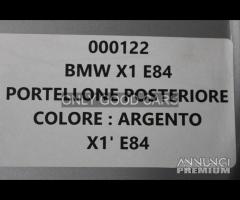 000122
BMW X1 E84
PORTELLONE POSTERIORE
ONLY GOOD CARS
COLORE : ARGENTO
X1' E84
ANNUNCI
PREMIUM